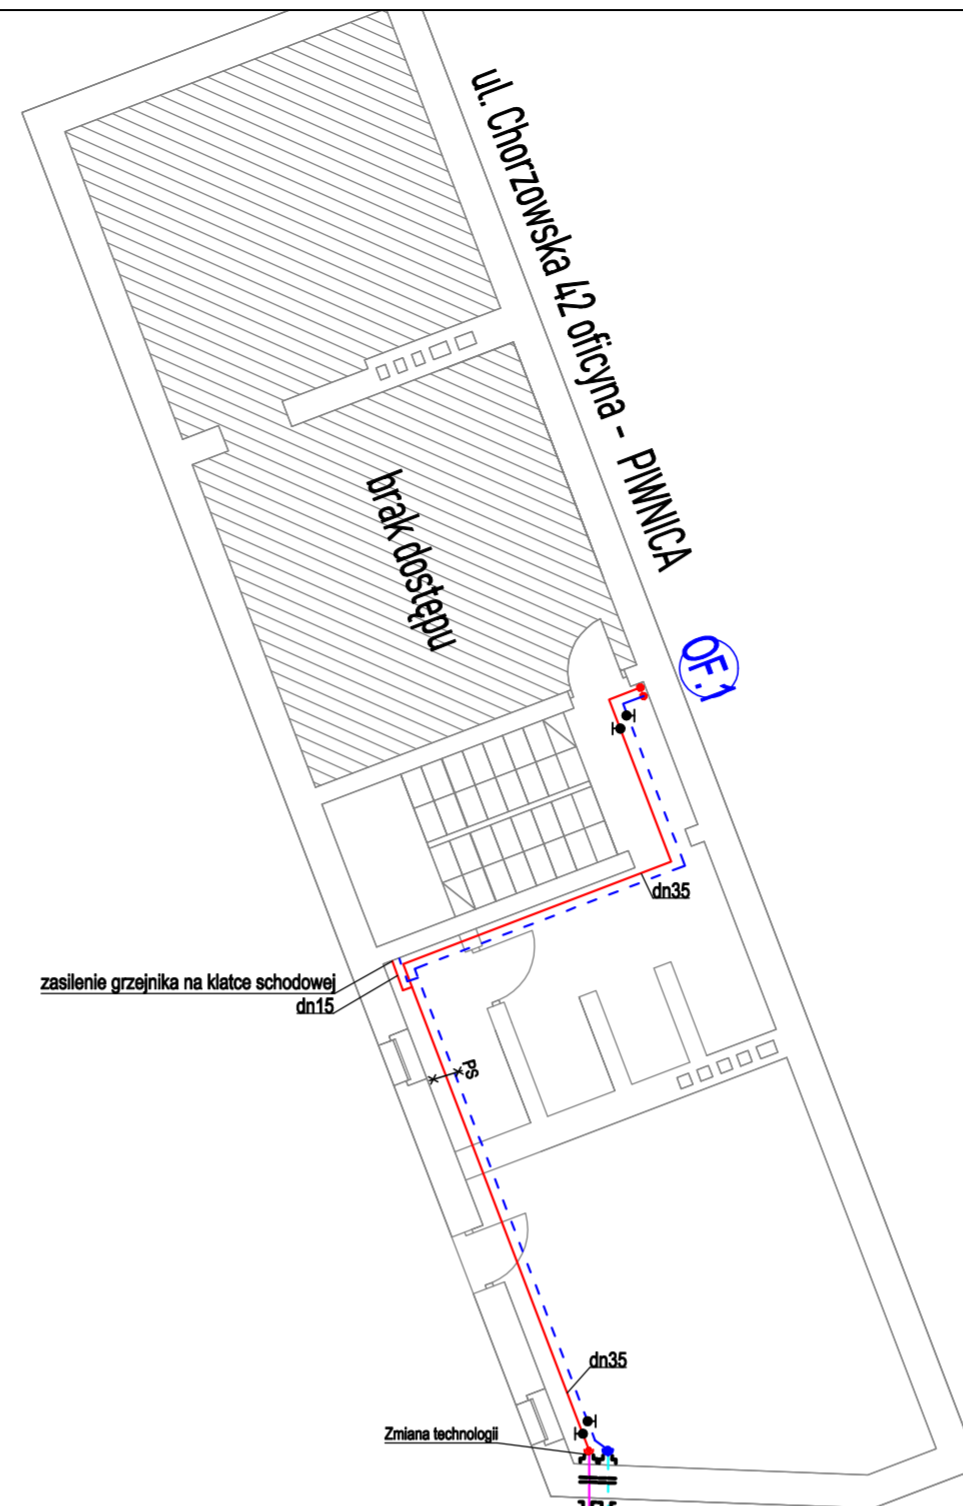 ul. Chorzowska 42 oficyna - PIWNICA
brak dostępu
OF.1
dn35
zasilenie grzejnika na klatce schodowej
dn15
PS
dn35
Zmiana technologii